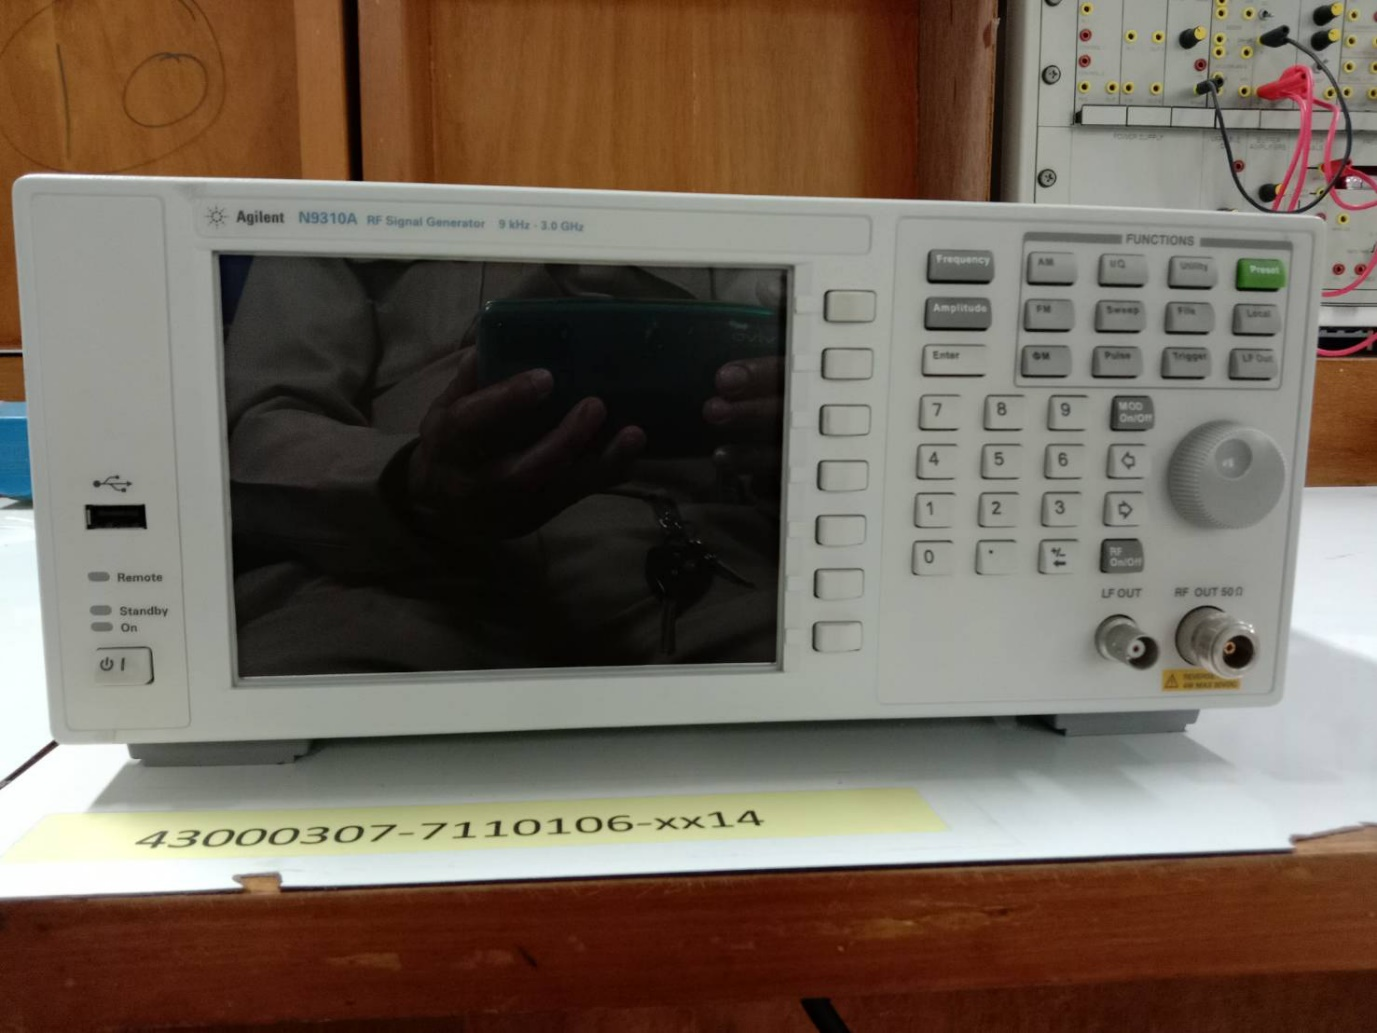 Agilent N9310A RF Signal Generator 9 kHz - 3.0 GHz
FUNCTIONS
Frequency AM I/Q Utility Preset
Amplitude FM Sweep File Local
Enter ΦM Pulse Trigger LF Out
7 8 9 MOD On/Off
4 5 6
1 2 3
0 . +/- RF On/Off
LF OUT RF OUT 50 Ω
Remote
Standby
On
POWER SUPPLY
43000307-7110106-xx14